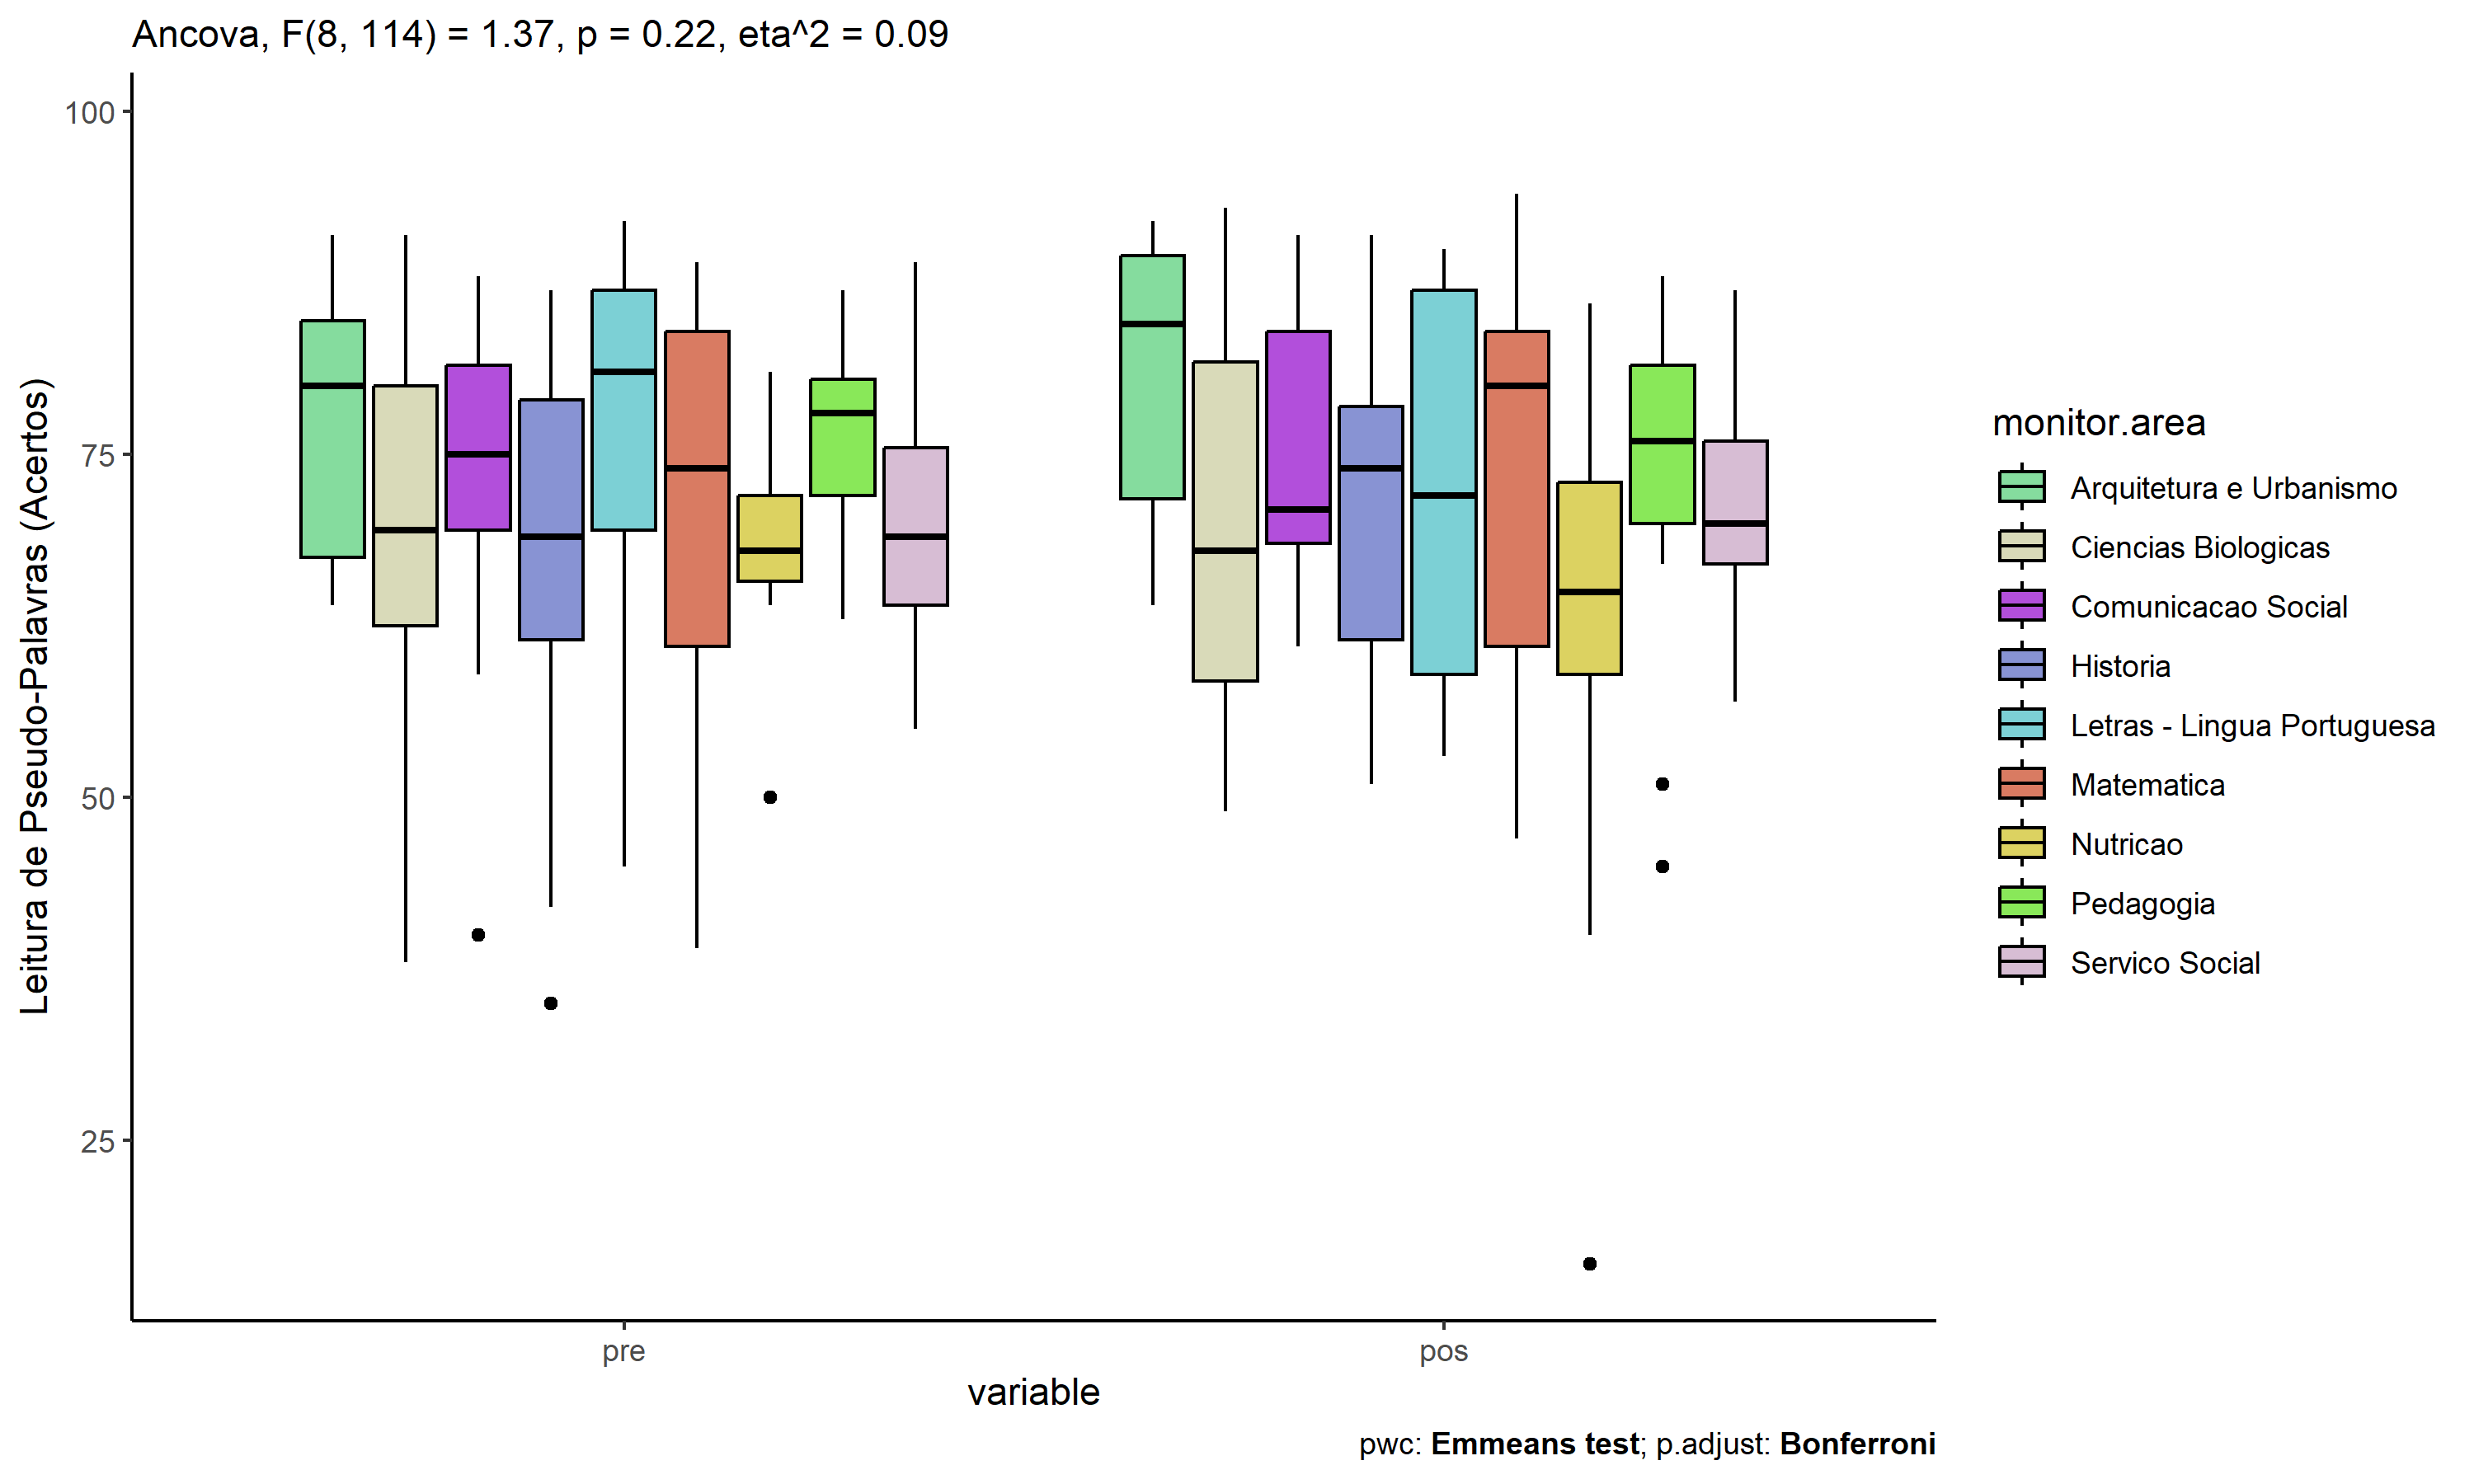 Ancova, F(8, 114) = 1.37, p = 0.22, eta^2 = 0.09
Leitura de Pseudo-Palavras (Acertos)
100
75
50
25
pre
pos
variable
monitor.area
Arquitetura e Urbanismo
Ciencias Biologicas
Comunicacao Social
Historia
Letras - Lingua Portuguesa
Matematica
Nutricao
Pedagogia
Servico Social
pwc: Emmeans test; p.adjust: Bonferroni